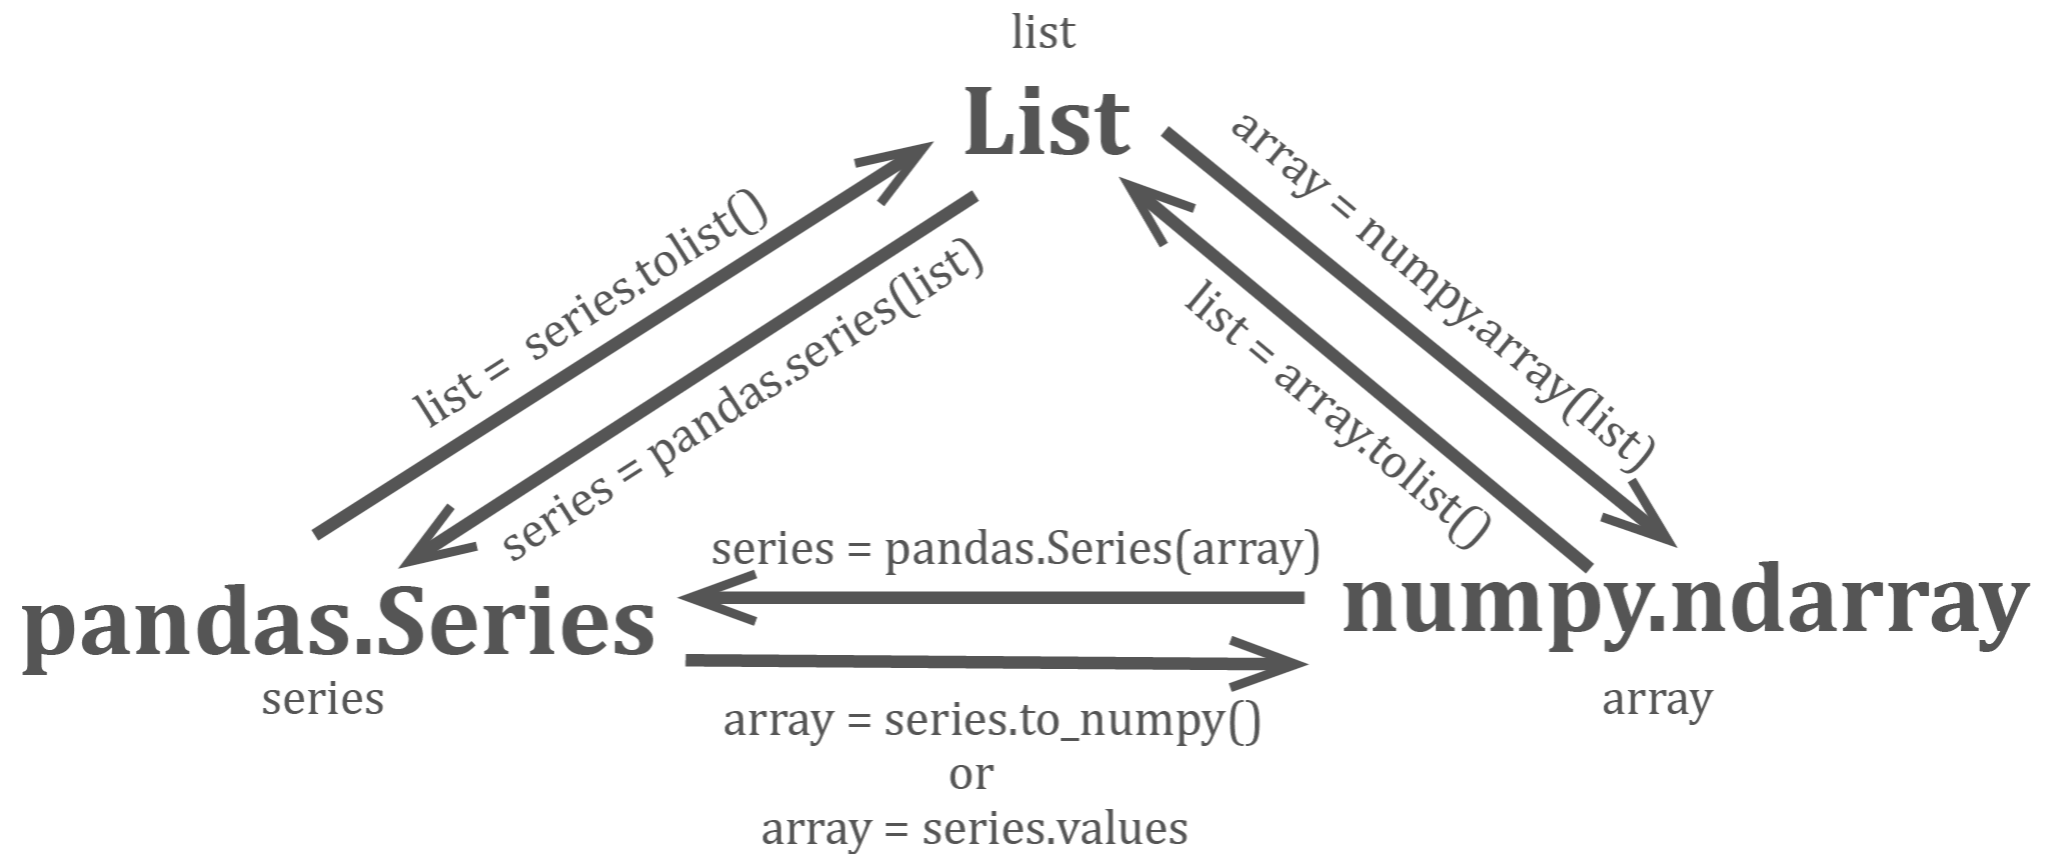 list
List
array = numpy.array(list)
list =  series.tolist()
series = pandas.series(list)
list = array.tolist()
series = pandas.Series(array)
pandas.Series
numpy.ndarray
series
array
array = series.to_numpy()
or
array = series.values